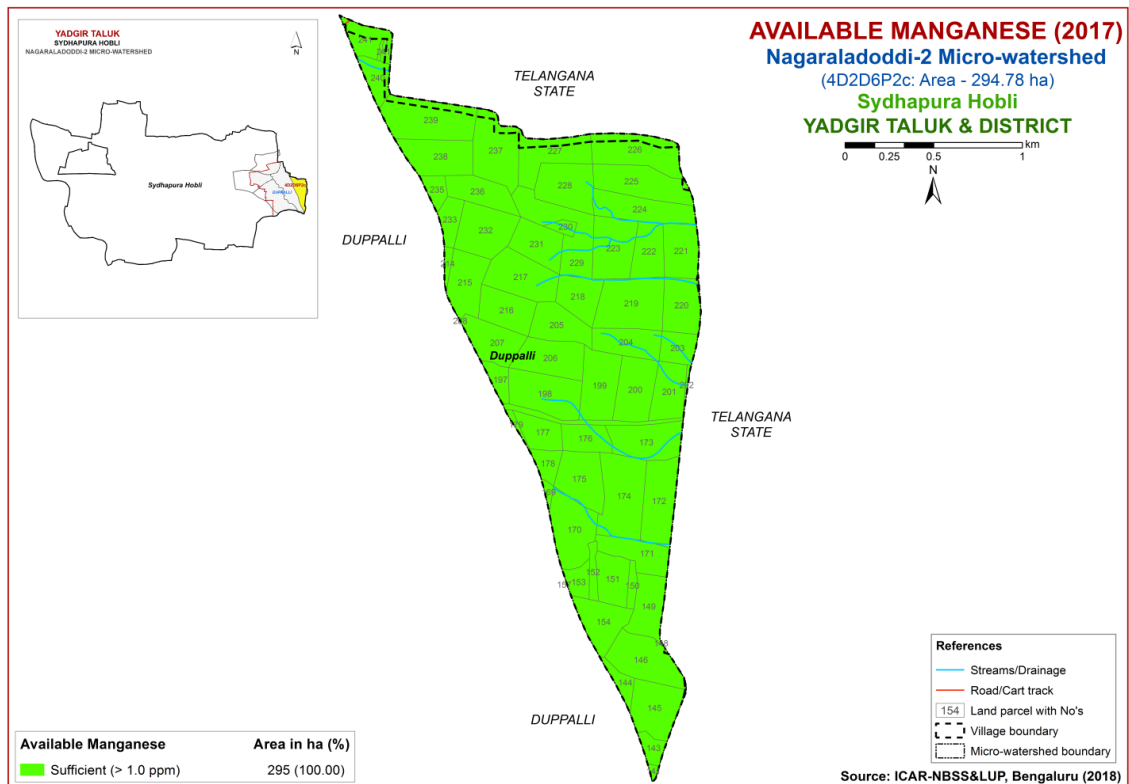 YADGIR TALUK
SYDHAPURA HOBLI
NAGARALADODDI-2 MICRO-WATERSHED
N
Sydhapura Hobli
4D2D6P2c
DUPPALLI
AVAILABLE MANGANESE (2017)
Nagaraladoddi-2 Micro-watershed
(4D2D6P2c: Area - 294.78 ha)
Sydhapura Hobli
YADGIR TALUK & DISTRICT
km
0 0.25 0.5 1
N
TELANGANA
STATE
240
239
238 237 227 226
235 236 228 225
224
233 232 230
231 223 222 221
229
214 215 217 218 219 220
216 205
207 204 203
Duppalli 206
197 198 199 200 201
177 176 173
178 175 174 172
170 171
153 152 151 150
149
154
146
144 145
143
DUPPALLI
TELANGANA
STATE
DUPPALLI
References
Streams/Drainage
Road/Cart track
154 Land parcel with No's
Village boundary
Micro-watershed boundary
Available Manganese Area in ha (%)
Sufficient (> 1.0 ppm) 295 (100.00)
Source: ICAR-NBSS&LUP, Bengaluru (2018)